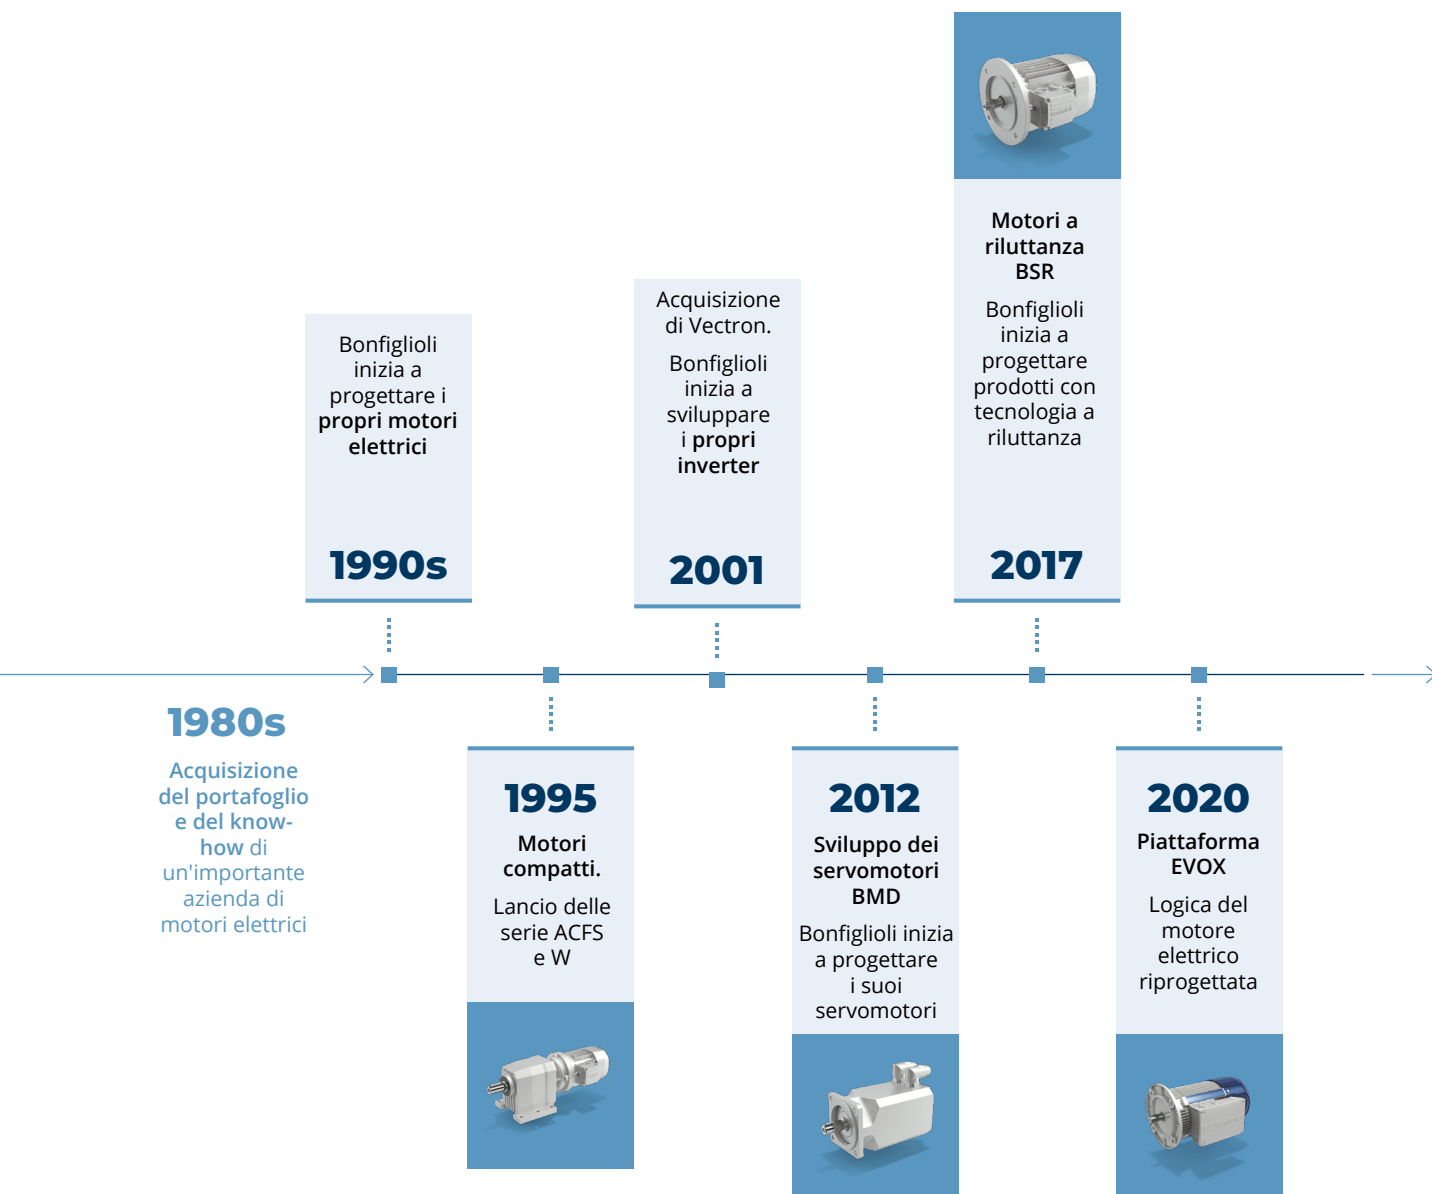 1980s
Acquisizione
del portafoglio
e del know-
how di
un'importante
azienda di
motori elettrici
Bonfiglioli
inizia a
progettare i
propri motori
elettrici
1990s
1995
Motori
compatti.
Lancio delle
serie ACFS
e W
Acquisizione
di Vectron.
Bonfiglioli
inizia a
sviluppare
i propri
inverter
2001
2012
Sviluppo dei
servomotori
BMD
Bonfiglioli inizia
a progettare
i suoi
servomotori
Motori a
riluttanza
BSR
Bonfiglioli
inizia a
progettare
prodotti con
tecnologia a
riluttanza
2017
2020
Piattaforma
EVOX
Logica del
motore
elettrico
riprogettata